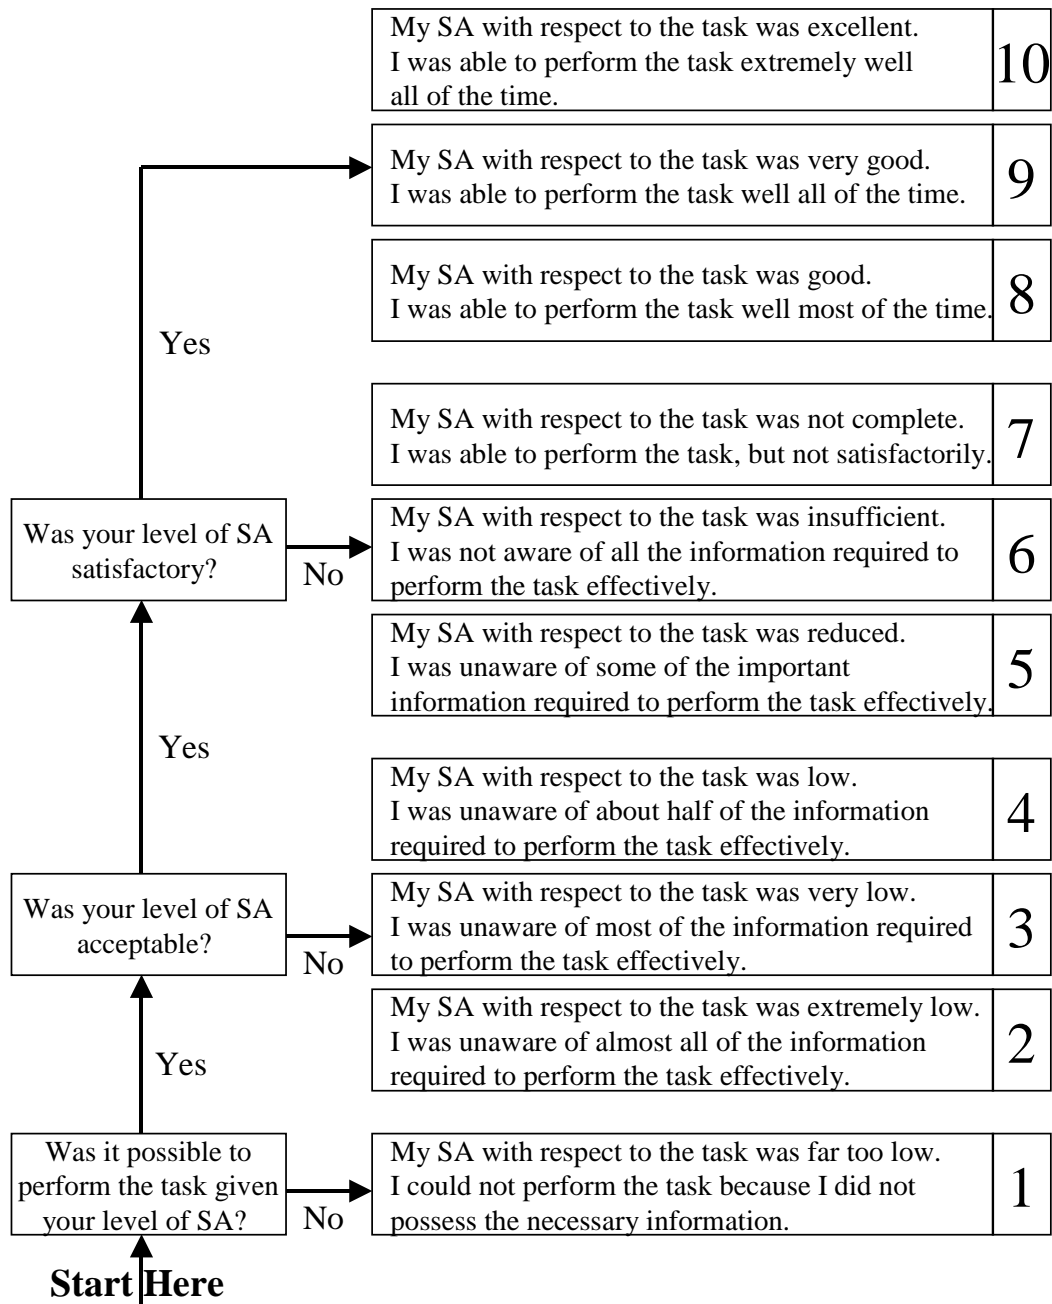 My SA with respect to the task was excellent.
I was able to perform the task extremely well
all of the time.
10
My SA with respect to the task was very good.
I was able to perform the task well all of the time.
9
My SA with respect to the task was good.
I was able to perform the task well most of the time.
8
Yes
My SA with respect to the task was not complete.
I was able to perform the task, but not satisfactorily.
7
Was your level of SA
satisfactory?
No
My SA with respect to the task was insufficient.
I was not aware of all the information required to
perform the task effectively.
6
My SA with respect to the task was reduced.
I was unaware of some of the important
information required to perform the task effectively.
5
Yes
My SA with respect to the task was low.
I was unaware of about half of the information
required to perform the task effectively.
4
Was your level of SA
acceptable?
No
My SA with respect to the task was very low.
I was unaware of most of the information required
to perform the task effectively.
3
My SA with respect to the task was extremely low.
I was unaware of almost all of the information
required to perform the task effectively.
2
Yes
Was it possible to
perform the task given
your level of SA?
No
My SA with respect to the task was far too low.
I could not perform the task because I did not
possess the necessary information.
1
Start Here